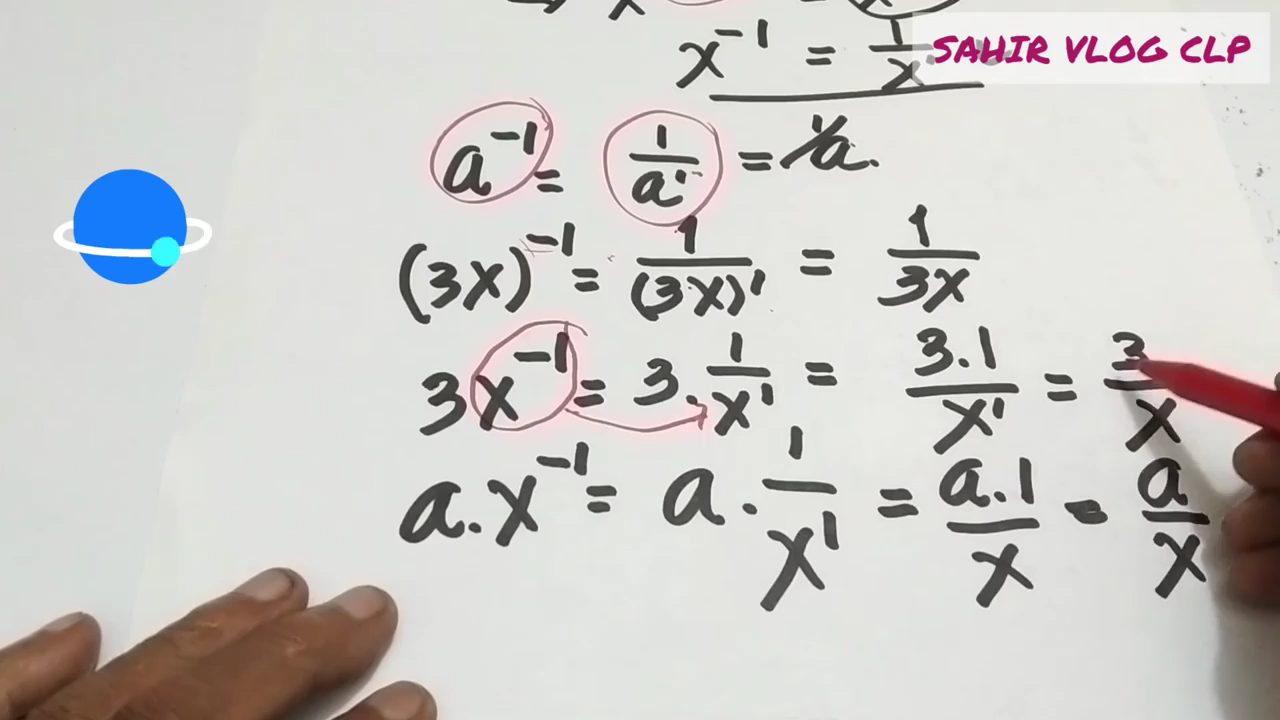 SAHIR VLOG CLP
x⁻¹ = 1/x
a⁻¹ = 1/a¹ = 1/a.
(3x)⁻¹ = 1/(3x)¹ = 1/3x
3x⁻¹ = 3. 1/x¹ = 3.1/x¹ = 3/x
a.x⁻¹ = a. 1/x¹ = a.1/x = a/x